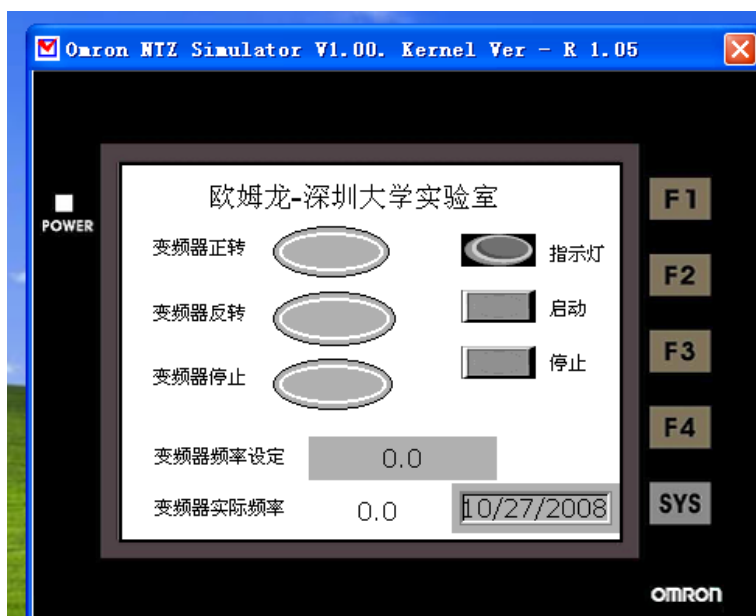 Omron NTZ Simulator V1.00. Kernel Ver - R 1.05
POWER
欧姆龙-深圳大学实验室
变频器正转
指示灯
变频器反转
启动
变频器停止
停止
变频器频率设定 0.0
变频器实际频率 0.0 10/27/2008
F1
F2
F3
F4
SYS
omron